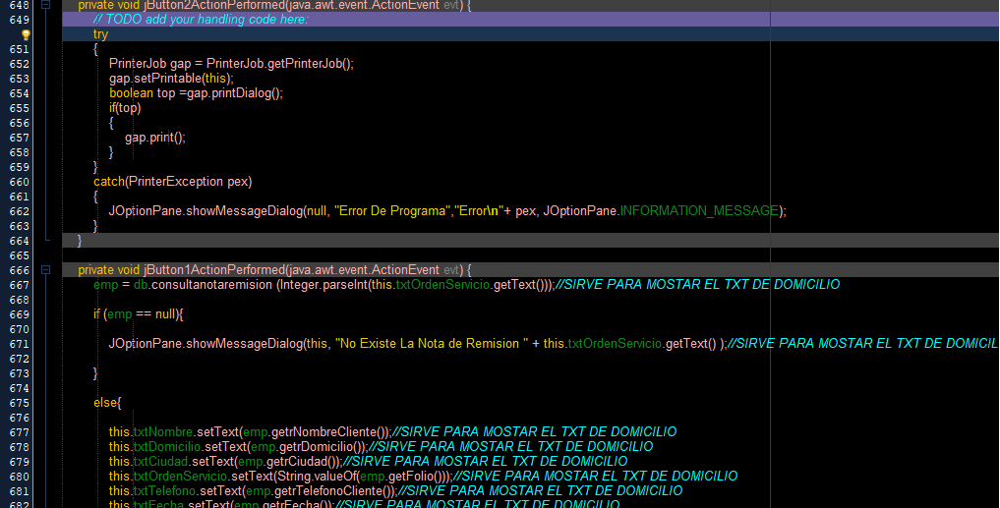 648 private void jButton2ActionPerformed(java.awt.event.ActionEvent evt) {
649 // TODO add your handling code here:
try
651 {
652 PrinterJob gap = PrinterJob.getPrinterJob();
653 gap.setPrintable(this);
654 boolean top =gap.printDialog();
655 if(top)
656 {
657 gap.print();
658 }
659 }
660 catch(PrinterException pex)
661 {
662 JOptionPane.showMessageDialog(null, "Error De Programa","Error\n"+ pex, JOptionPane.INFORMATION_MESSAGE);
663 }
664 }
665
666 private void jButton1ActionPerformed(java.awt.event.ActionEvent evt) {
667 emp = db.consultanotaremision (Integer.parseInt(this.txtOrdenServicio.getText()));//SIRVE PARA MOSTAR EL TXT DE DOMICILIO
668
669 if (emp == null){
670
671 JOptionPane.showMessageDialog(this, "No Existe La Nota de Remision " + this.txtOrdenServicio.getText() );//SIRVE PARA MOSTAR EL TXT DE DOMICIL
672
673 }
674
675 else{
676
677 this.txtNombre.setText(emp.getrNombreCliente());//SIRVE PARA MOSTAR EL TXT DE DOMICILIO
678 this.txtDomicilio.setText(emp.getrDomicilio());//SIRVE PARA MOSTAR EL TXT DE DOMICILIO
679 this.txtCiudad.setText(emp.getrCiudad());//SIRVE PARA MOSTAR EL TXT DE DOMICILIO
680 this.txtOrdenServicio.setText(String.valueOf(emp.getFolio()));//SIRVE PARA MOSTAR EL TXT DE DOMICILIO
681 this.txtTelefono.setText(emp.getrTelefonoCliente());//SIRVE PARA MOSTAR EL TXT DE DOMICILIO
682 this.txtFecha.setText(emp.getrFecha());//SIRVE PARA MOSTAR EL TXT DE DOMICILIO